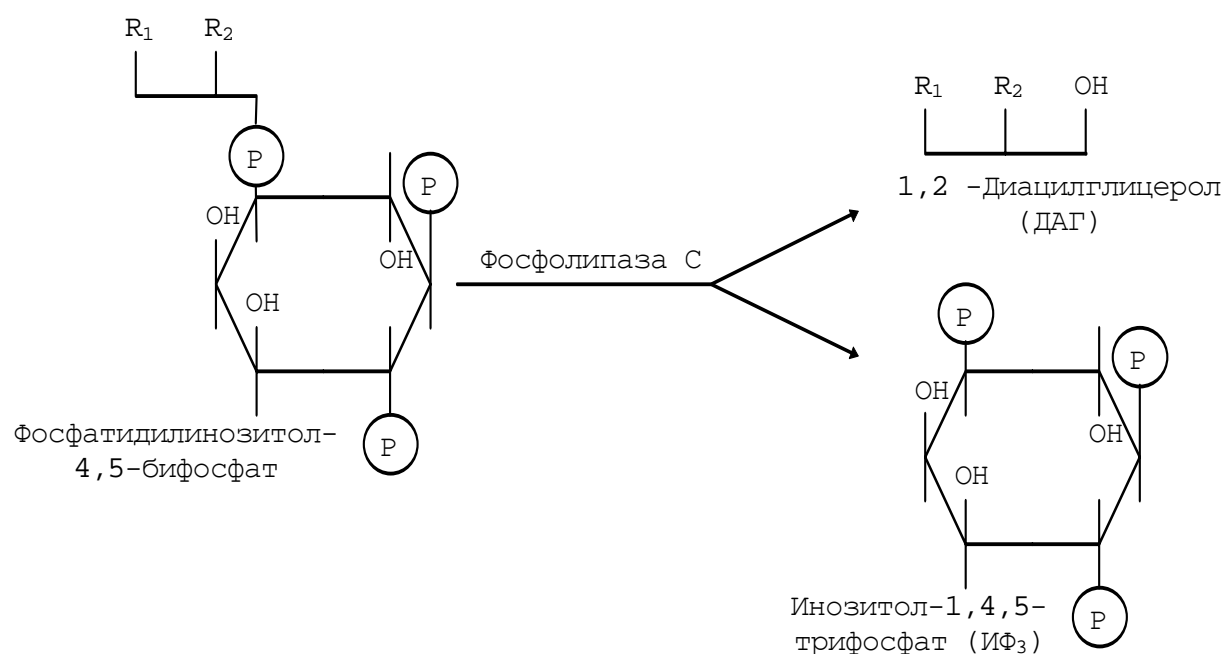 R₁ R₂
P
P
OH
OH
OH
P
Фосфатидилинозитол-
4,5-бифосфат
Фосфолипаза С
R₁ R₂ OH
1,2 -Диацилглицерол
(ДАГ)
P
P
OH
OH
OH
P
Инозитол-1,4,5-
трифосфат (ИФ₃)